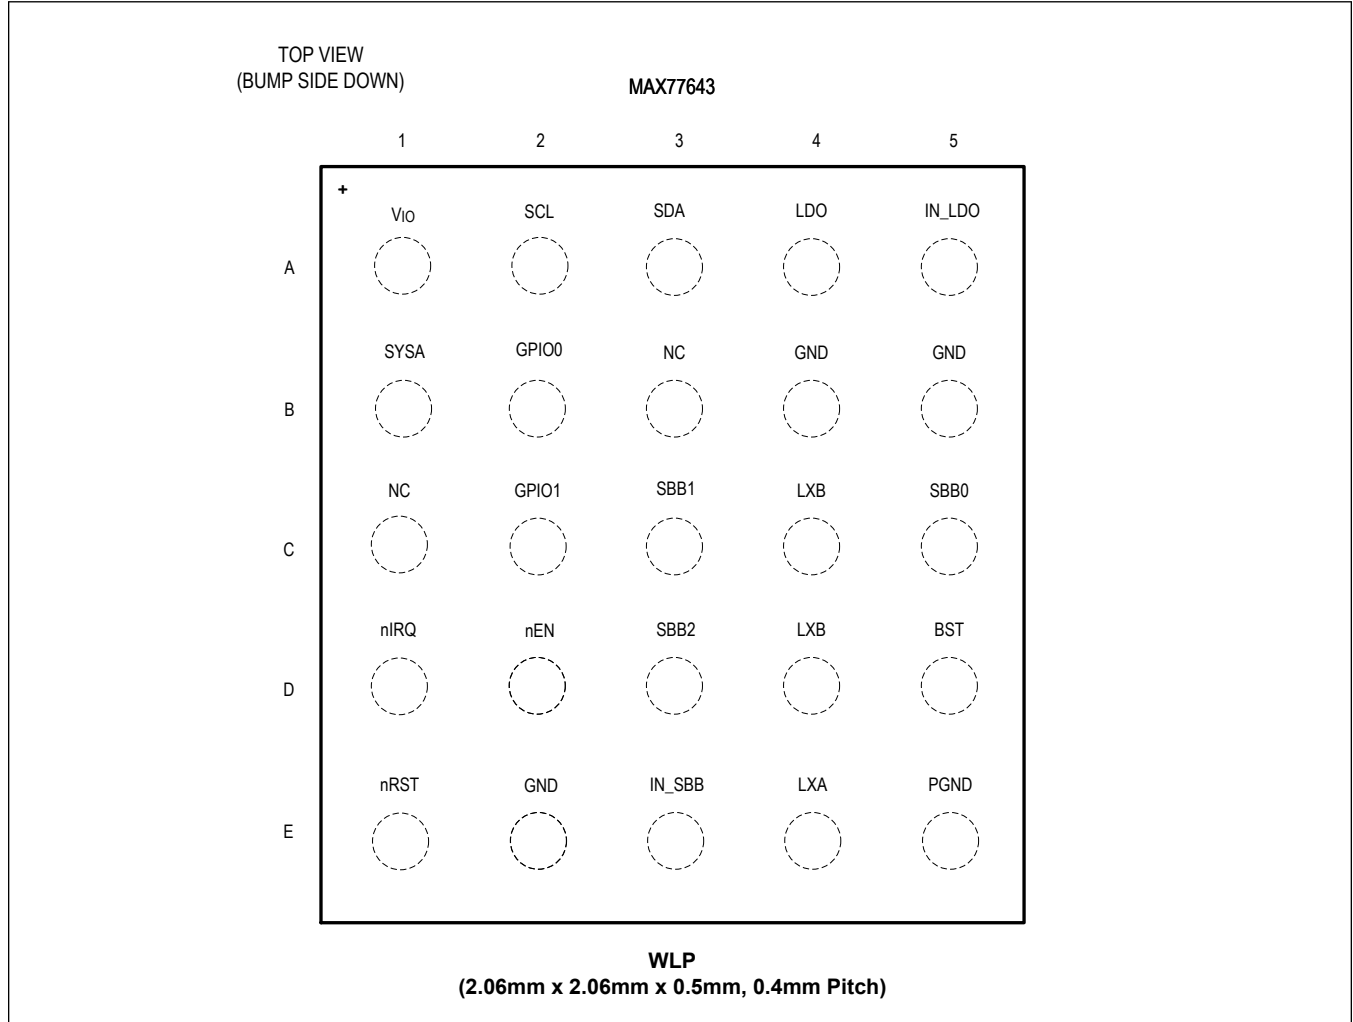 TOP VIEW
(BUMP SIDE DOWN)
MAX77643
1 2 3 4 5
+
VIO SCL SDA LDO IN_LDO
A
SYSA GPIO0 NC GND GND
B
NC GPIO1 SBB1 LXB SBB0
C
nIRQ nEN SBB2 LXB BST
D
nRST GND IN_SBB LXA PGND
E
WLP
(2.06mm x 2.06mm x 0.5mm, 0.4mm Pitch)